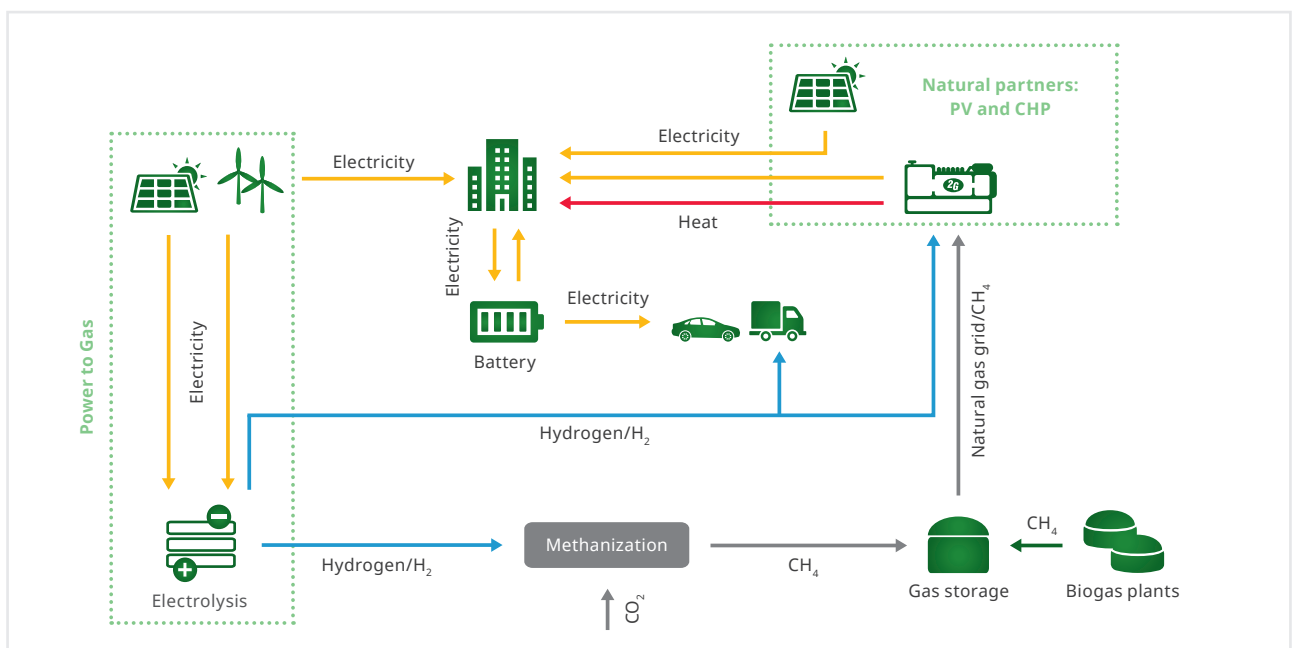 Natural partners:
PV and CHP
Electricity
Electricity
2G
Heat
Electricity
Electricity
Battery
Power to Gas
Electricity
Hydrogen/H₂
Natural gas grid/CH₄
Electrolysis
Hydrogen/H₂
Methanization
CO₂
CH₄
Gas storage
CH₄
Biogas plants